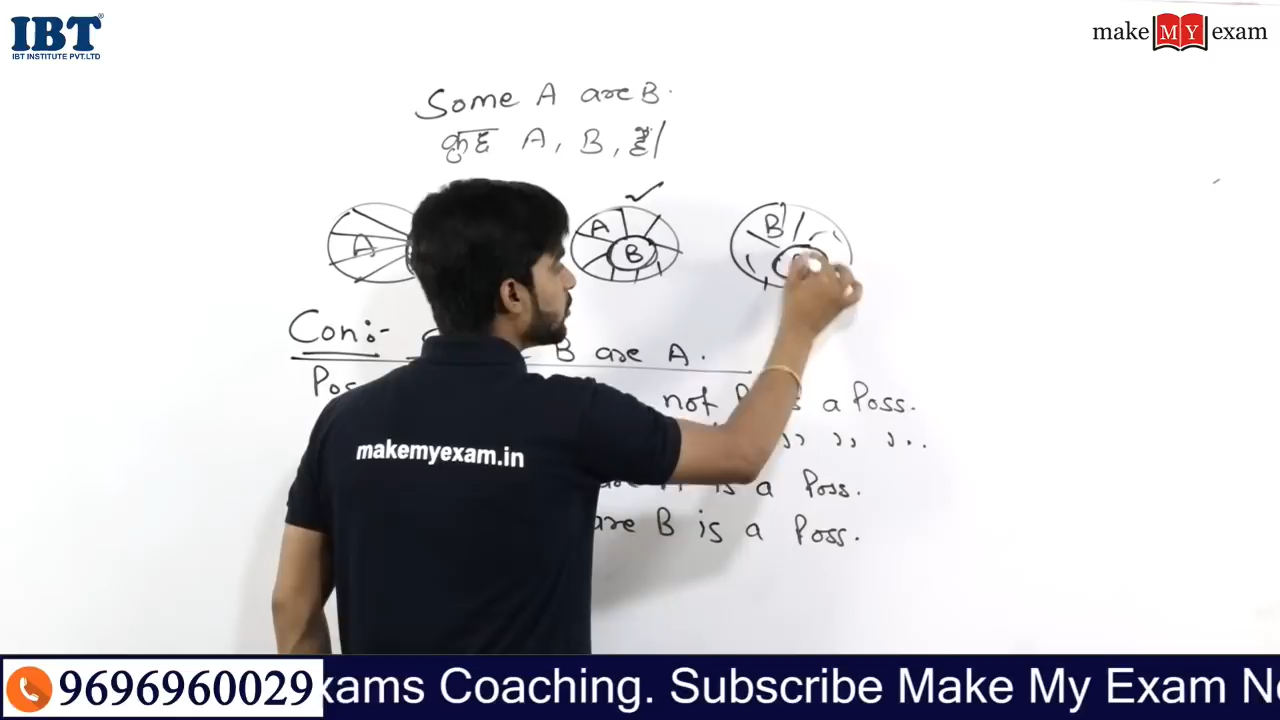 IBT
IBT INSTITUTE PVT.LTD
make MY exam
Some A are B.
कुछ A, B, हैं।
A
A
B
B
Con:- B are A.
not a Poss.
is a Poss.
are B is a Poss.
makemyexam.in
9696960029
xams Coaching. Subscribe Make My Exam N